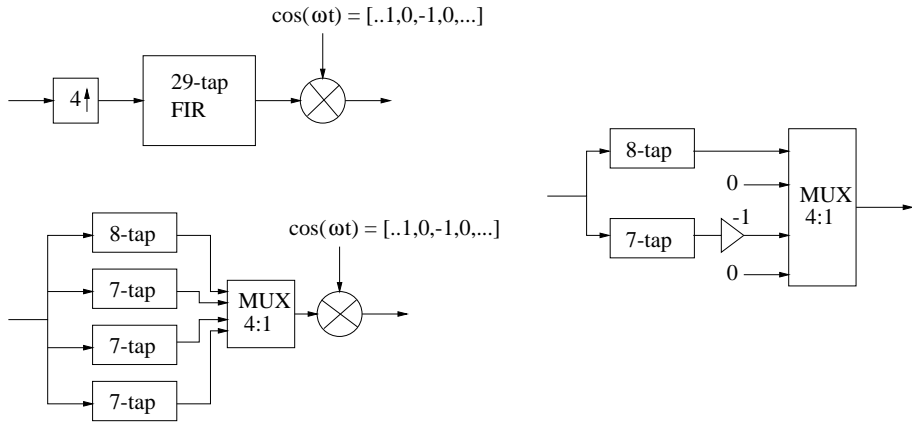 cos(ωt) = [..1,0,-1,0,...]
4
29-tap
FIR
8-tap
7-tap
7-tap
7-tap
MUX
4:1
cos(ωt) = [..1,0,-1,0,...]
8-tap
0
7-tap
-1
0
MUX
4:1